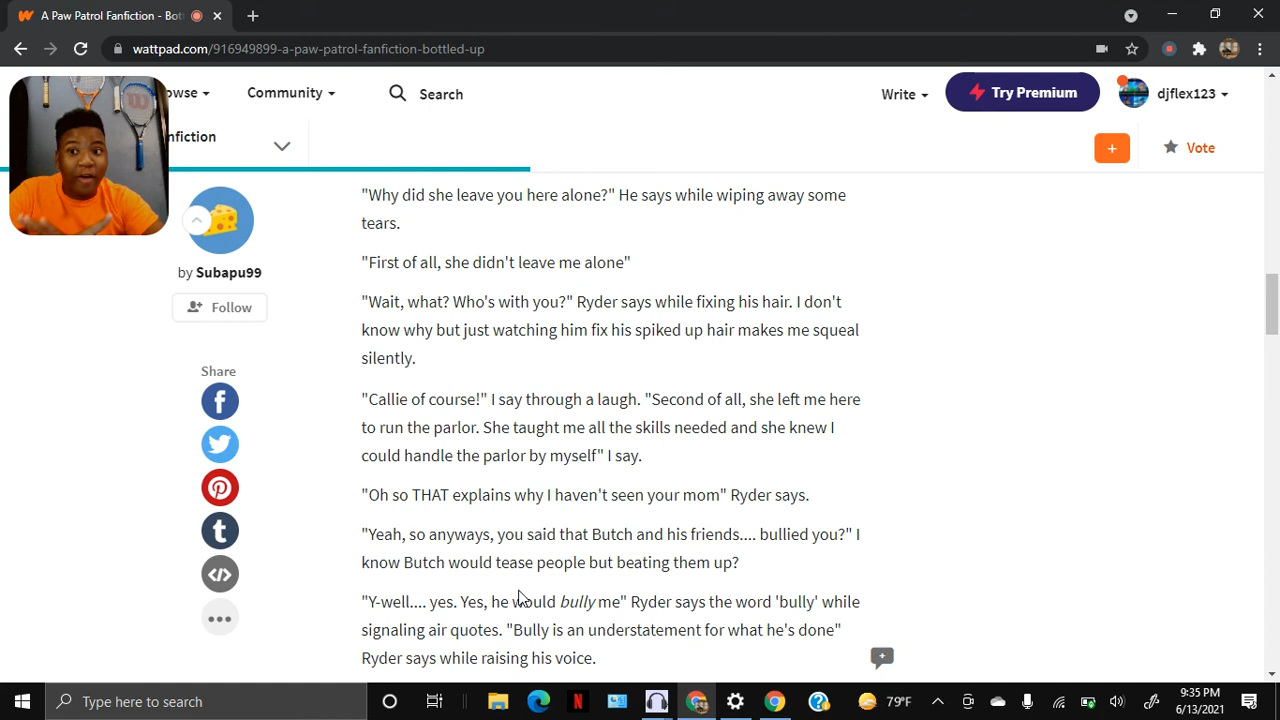 A Paw Patrol Fanfiction - Bott
wattpad.com/916949899-a-paw-patrol-fanfiction-bottled-up
owse
Community
Search
Write
Try Premium
djflex123
nfiction
+
Vote
"Why did she leave you here alone?" He says while wiping away some
tears.
"First of all, she didn't leave me alone"
"Wait, what? Who's with you?" Ryder says while fixing his hair. I don't
know why but just watching him fix his spiked up hair makes me squeal
silently.
"Callie of course!" I say through a laugh. "Second of all, she left me here
to run the parlor. She taught me all the skills needed and she knew I
could handle the parlor by myself" I say.
"Oh so THAT explains why I haven't seen your mom" Ryder says.
"Yeah, so anyways, you said that Butch and his friends.... bullied you?" I
know Butch would tease people but beating them up?
"Y-well.... yes. Yes, he would bully me" Ryder says the word 'bully' while
signaling air quotes. "Bully is an understatement for what he's done"
Ryder says while raising his voice.
by Subapu99
Follow
Share
Type here to search
79°F
9:35 PM
6/13/2021